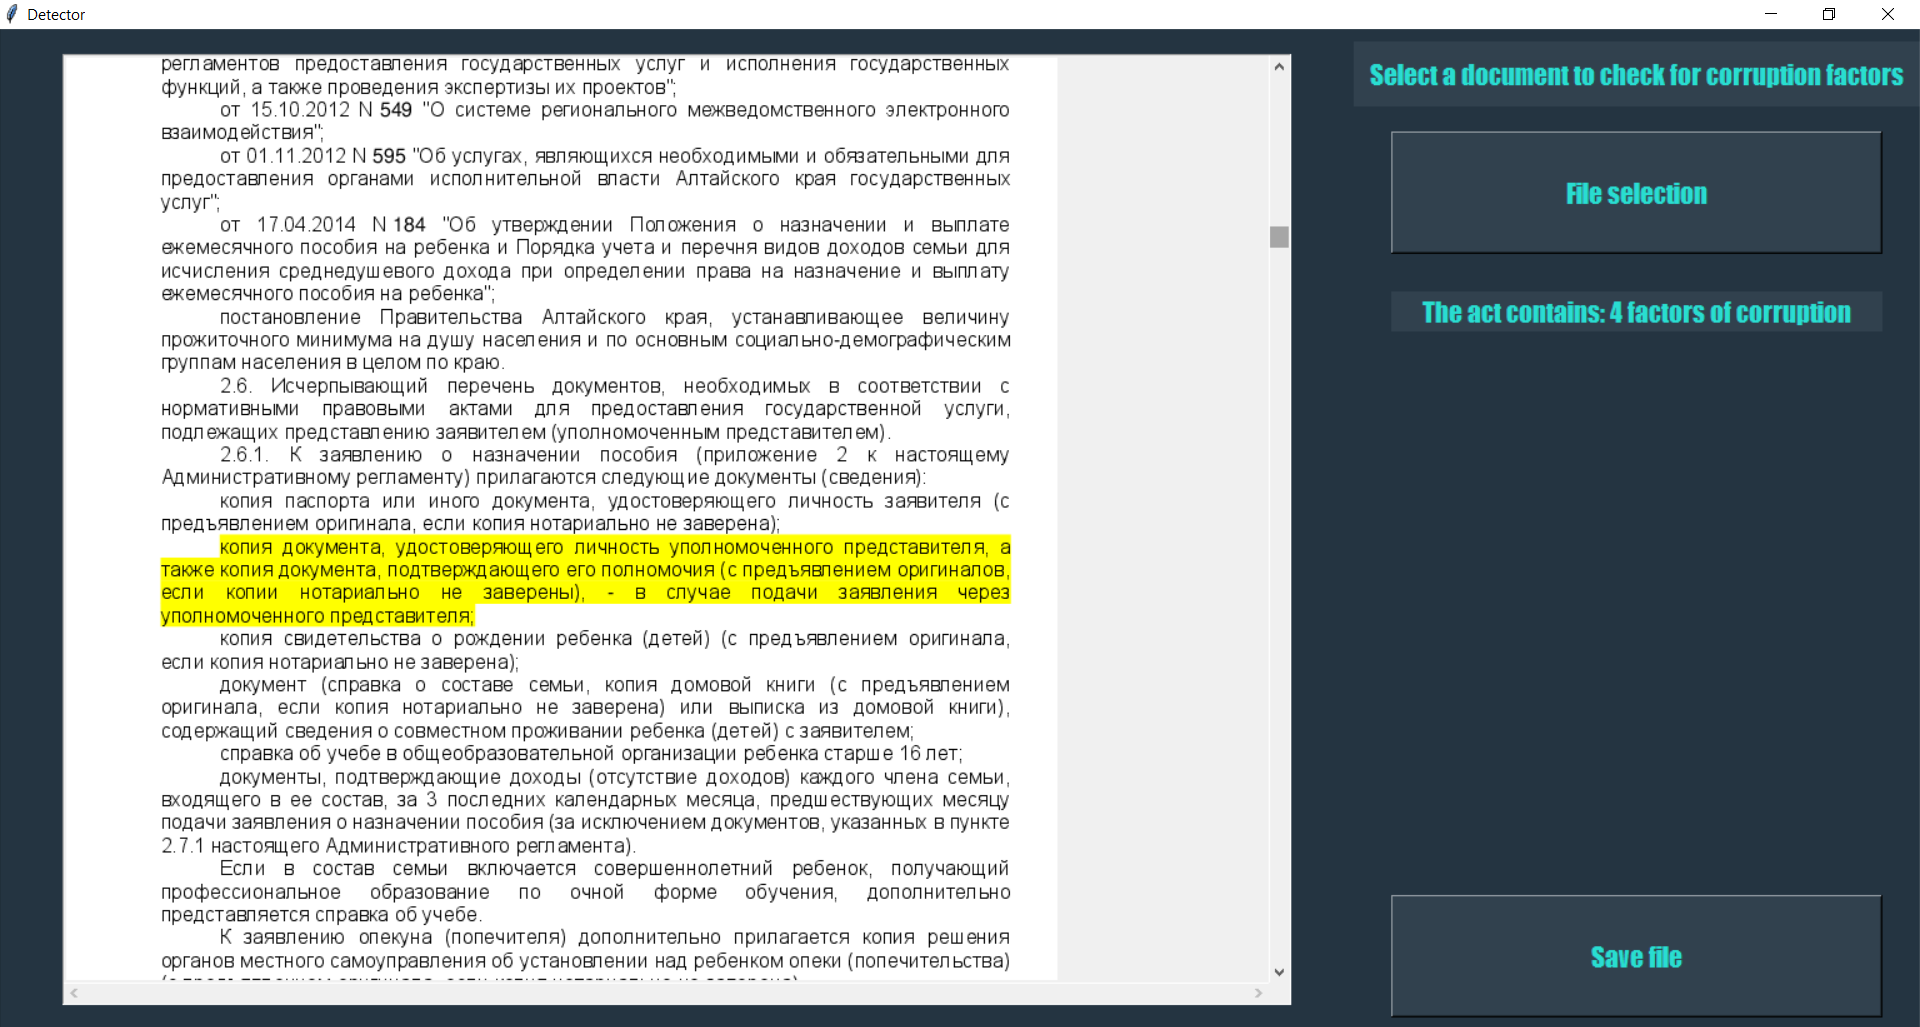 Detector
регламентов предоставления государственных услуг и исполнения государственных
функций, а также проведения экспертизы их проектов";
от 15.10.2012 N 549 "О системе регионального межведомственного электронного
взаимодействия";
от 01.11.2012 N 595 "Об услугах, являющихся необходимыми и обязательными для
предоставления органами исполнительной власти Алтайского края государственных
услуг";
от 17.04.2014 N 184 "Об утверждении Положения о назначении и выплате
ежемесячного пособия на ребенка и Порядка учета и перечня видов доходов семьи для
исчисления среднедушевого дохода при определении права на назначение и выплату
ежемесячного пособия на ребенка";
постановление Правительства Алтайского края, устанавливающее величину
прожиточного минимума на душу населения и по основным социально-демографическим
группам населения в целом по краю.
2.6. Исчерпывающий перечень документов, необходимых в соответствии с
нормативными правовыми актами для предоставления государственной услуги,
подлежащих представлению заявителем (уполномоченным представителем).
2.6.1. К заявлению о назначении пособия (приложение 2 к настоящему
Административному регламенту) прилагаются следующие документы (сведения):
копия паспорта или иного документа, удостоверяющего личность заявителя (с
предъявлением оригинала, если копия нотариально не заверена);
копия документа, удостоверяющего личность уполномоченного представителя, а
также копия документа, подтверждающего его полномочия (с предъявлением оригиналов,
если копии нотариально не заверены), - в случае подачи заявления через
уполномоченного представителя;
копия свидетельства о рождении ребенка (детей) (с предъявлением оригинала,
если копия нотариально не заверена);
документ (справка о составе семьи, копия домовой книги (с предъявлением
оригинала, если копия нотариально не заверена) или выписка из домовой книги),
содержащий сведения о совместном проживании ребенка (детей) с заявителем;
справка об учебе в общеобразовательной организации ребенка старше 16 лет;
документы, подтверждающие доходы (отсутствие доходов) каждого члена семьи,
входящего в ее состав, за 3 последних календарных месяца, предшествующих месяцу
подачи заявления о назначении пособия (за исключением документов, указанных в пункте
2.7.1 настоящего Административного регламента).
Если в состав семьи включается совершеннолетний ребенок, получающий
профессиональное образование по очной форме обучения, дополнительно
представляется справка об учебе.
К заявлению опекуна (попечителя) дополнительно прилагается копия решения
органов местного самоуправления об установлении над ребенком опеки (попечительства)
Select a document to check for corruption factors
File selection
The act contains: 4 factors of corruption
Save file